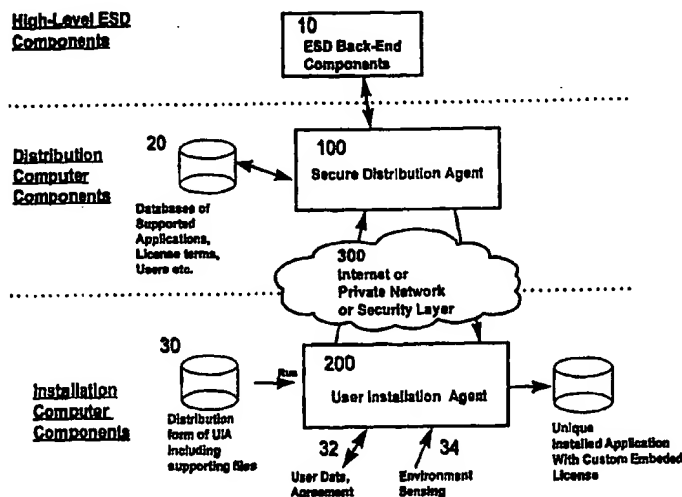 High-Level ESD
Components
10
ESD Back-End
Components
Distribution
Computer
Components
20
Databases of
Supported
Applications,
License terms,
Users etc.
100
Secure Distribution Agent
300
Internet or
Private Network
or Security Layer
Installation
Computer
Components
30
Distribution
form of UIA
including
supporting files
Run
200
User Installation Agent
32
User Data,
Agreement
34
Environment
Sensing
Unique
Installed Application
With Custom Embeded
License